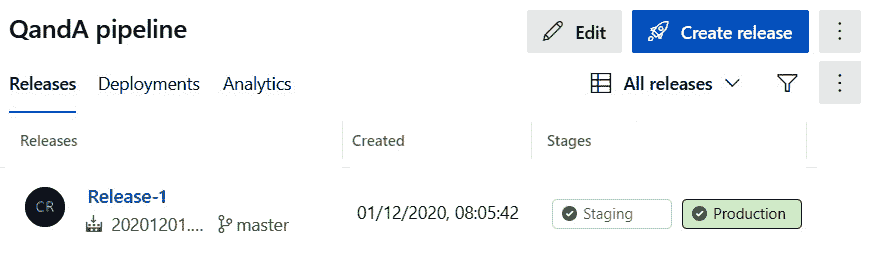 QandA pipeline
Edit
Create release
Releases Deployments Analytics
All releases
Releases Created Stages
CR
Release-1
01/12/2020, 08:05:42
Staging
Production
20201201.... master